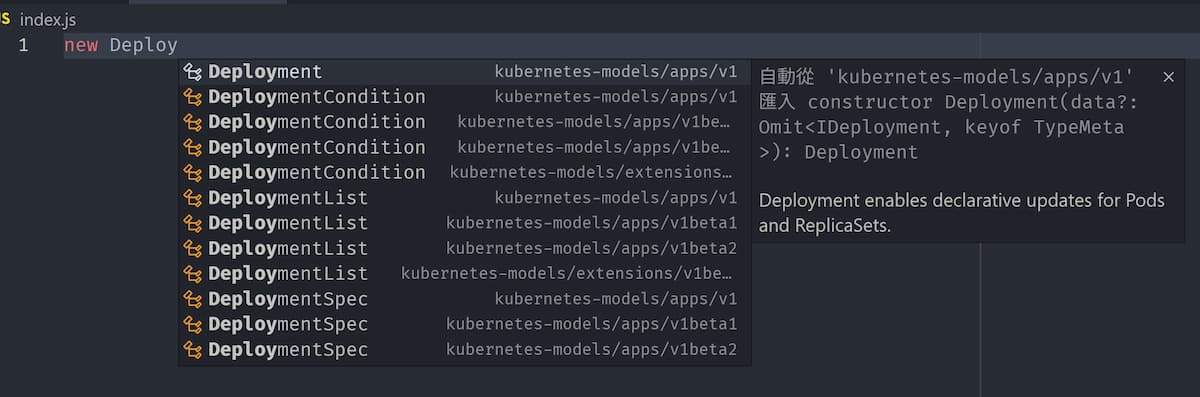 JS index.js
1 new Deploy
Deployment kubernetes-models/apps/v1
DeploymentCondition kubernetes-models/apps/v1
DeploymentCondition kubernetes-models/apps/v1be…
DeploymentCondition kubernetes-models/apps/v1be…
DeploymentCondition kubernetes-models/extensions…
DeploymentList kubernetes-models/apps/v1
DeploymentList kubernetes-models/apps/v1beta1
DeploymentList kubernetes-models/apps/v1beta2
DeploymentList kubernetes-models/extensions/v1be…
DeploymentSpec kubernetes-models/apps/v1
DeploymentSpec kubernetes-models/apps/v1beta1
DeploymentSpec kubernetes-models/apps/v1beta2
自動從 'kubernetes-models/apps/v1'
匯入 constructor Deployment(data?:
Omit<IDeployment, keyof TypeMeta
>): Deployment
Deployment enables declarative updates for Pods
and ReplicaSets.